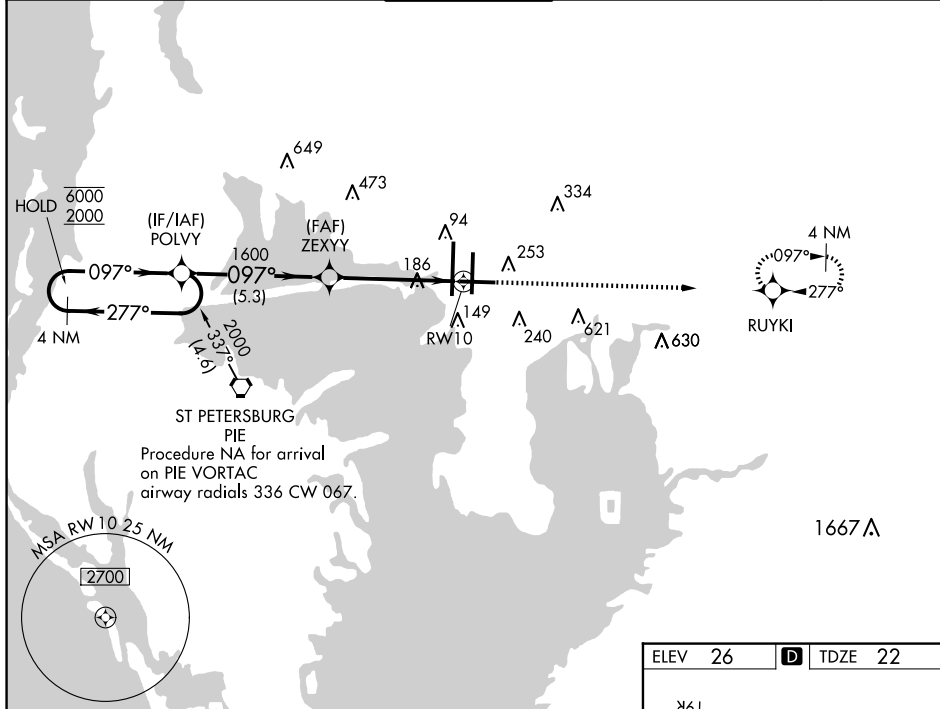 649
473
334
HOLD
6000
2000
(IF/IAF)
POLVY
(FAF)
ZEXYY
94
4 NM
1600
097°
097°
(5.3)
186
253
097°
277°
277°
RUYKI
4 NM
149
RW10
240
621
630
2000
337°
(4.6)
ST PETERSBURG
PIE
Procedure NA for arrival
on PIE VORTAC
airway radials 336 CW 067.
MSA RW 10 25 NM
2700
1667
ELEV 26 D TDZE 22